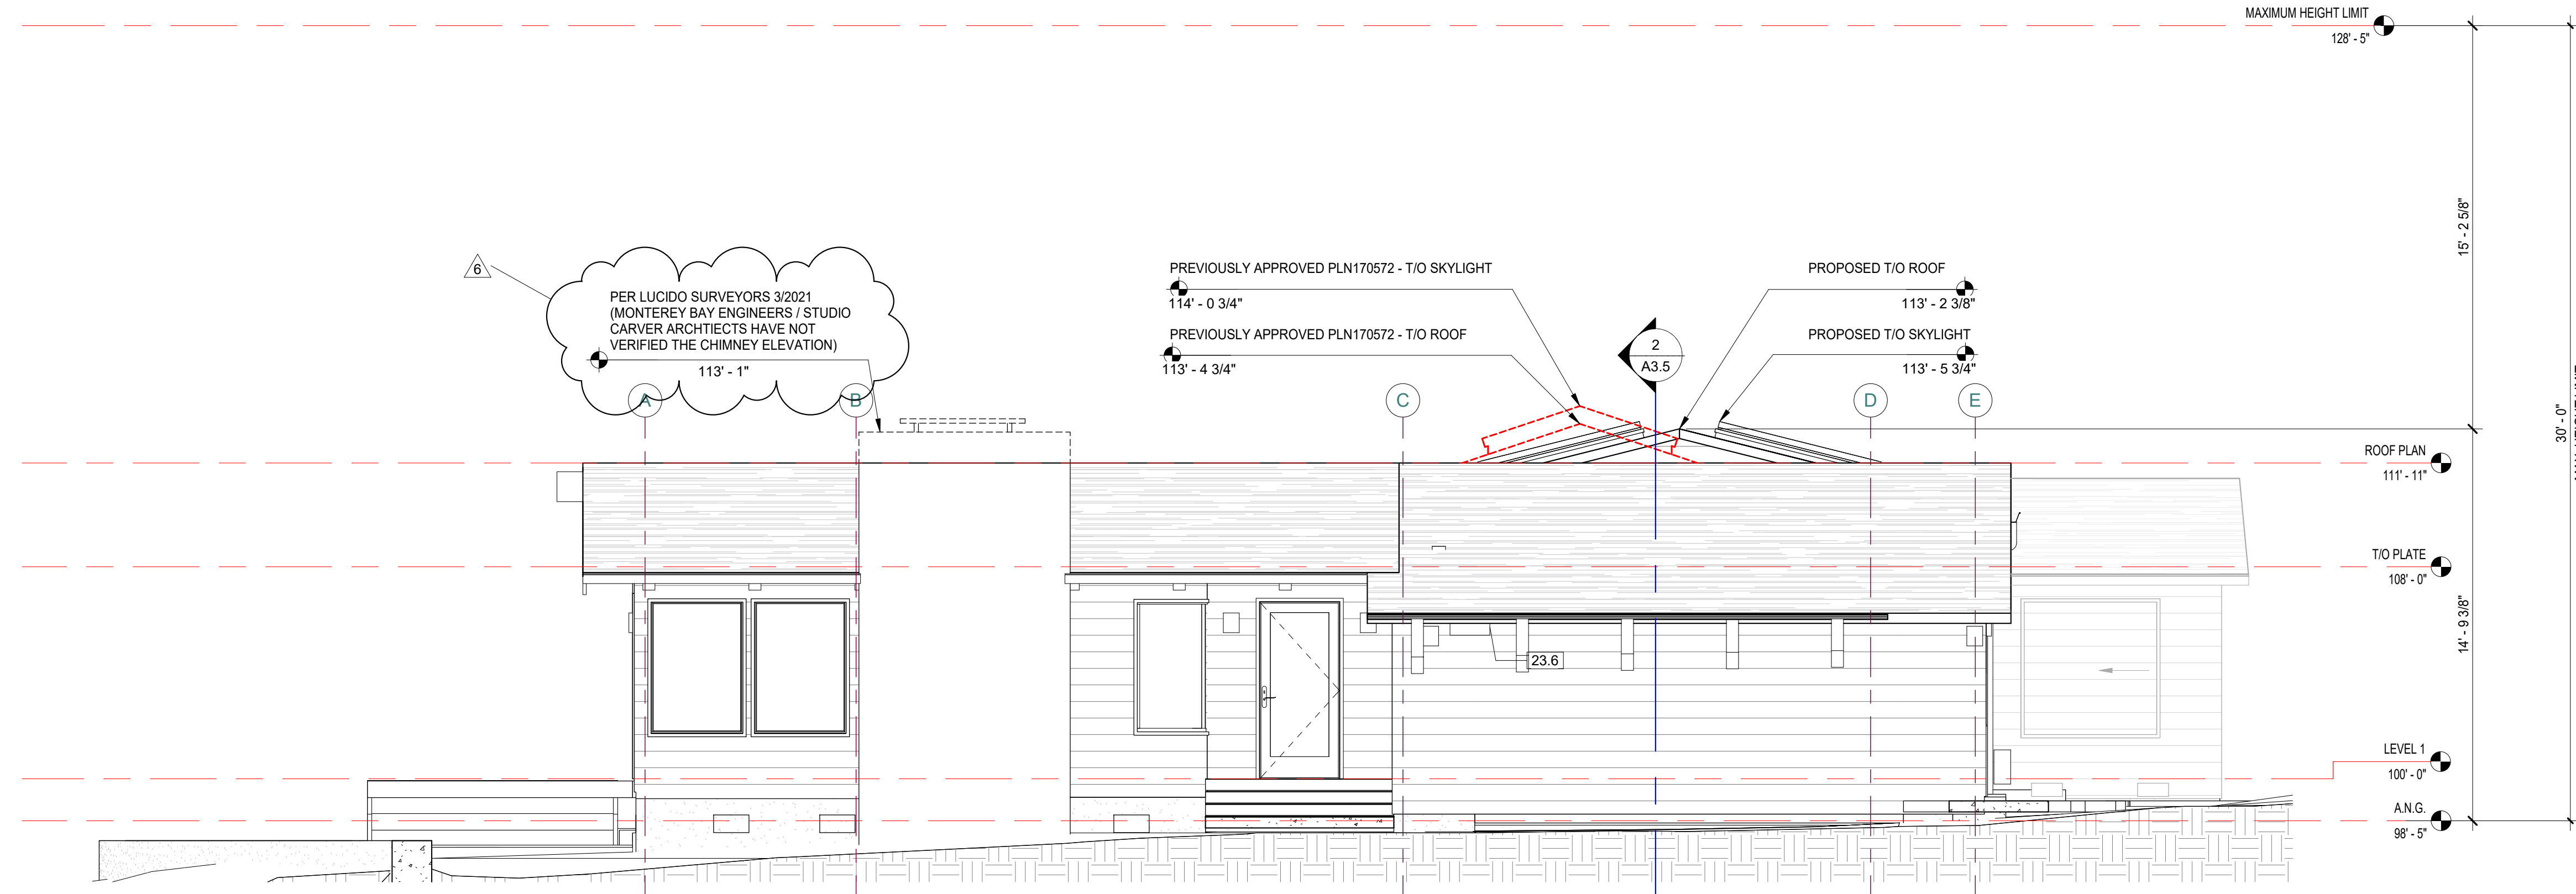 MAXIMUM HEIGHT LIMIT
128' - 5"
6
PER LUCIDO SURVEYORS 3/2021
(MONTEREY BAY ENGINEERS / STUDIO
CARVER ARCHTIECTS HAVE NOT
VERIFIED THE CHIMNEY ELEVATION)
113' - 1"
PREVIOUSLY APPROVED PLN170572 - T/O SKYLIGHT
114' - 0 3/4"
PREVIOUSLY APPROVED PLN170572 - T/O ROOF
113' - 4 3/4"
2
A3.5
PROPOSED T/O ROOF
113' - 2 3/8"
PROPOSED T/O SKYLIGHT
113' - 5 3/4"
15' - 2 5/8"
30' - 0"
A
B
C
D
E
ROOF PLAN
111' - 11"
T/O PLATE
108' - 0"
14' - 9 3/8"
23.6
LEVEL 1
100' - 0"
A.N.G.
98' - 5"